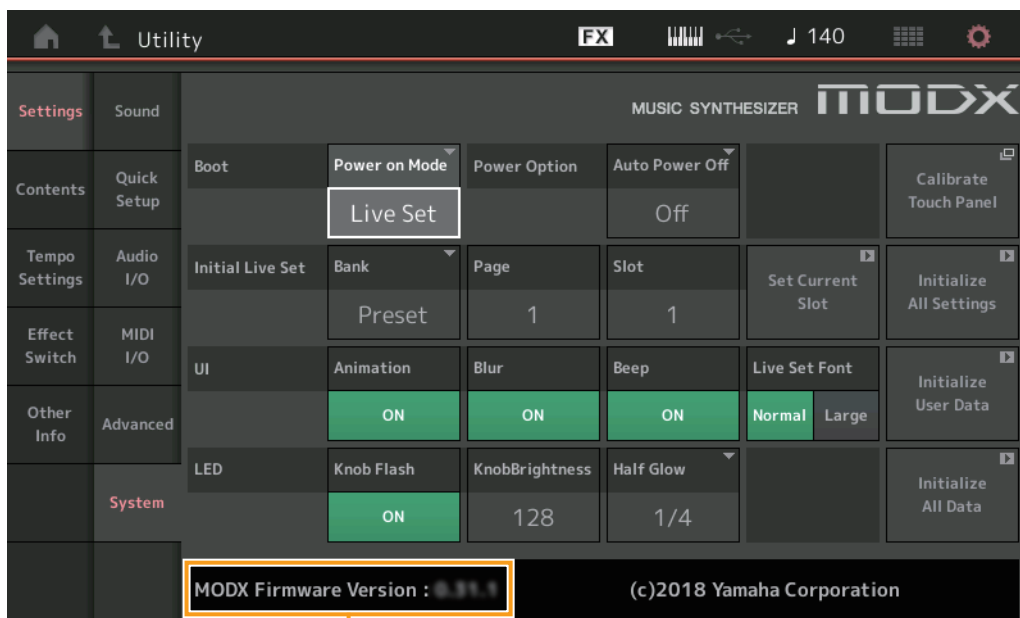 Utility
FX
140
Settings
Sound
MUSIC SYNTHESIZER MODX
Contents
Quick
Setup
Boot
Power on Mode
Live Set
Power Option
Auto Power Off
Off
Calibrate
Touch Panel
Tempo
Settings
Audio
I/O
Initial Live Set
Bank
Preset
Page
1
Slot
1
Set Current
Slot
Initialize
All Settings
Effect
Switch
MIDI
I/O
UI
Animation
ON
Blur
ON
Beep
ON
Live Set Font
Normal Large
Initialize
User Data
Other
Info
Advanced
LED
Knob Flash
ON
KnobBrightness
128
Half Glow
1/4
Initialize
All Data
System
MODX Firmware Version :
(c)2018 Yamaha Corporation